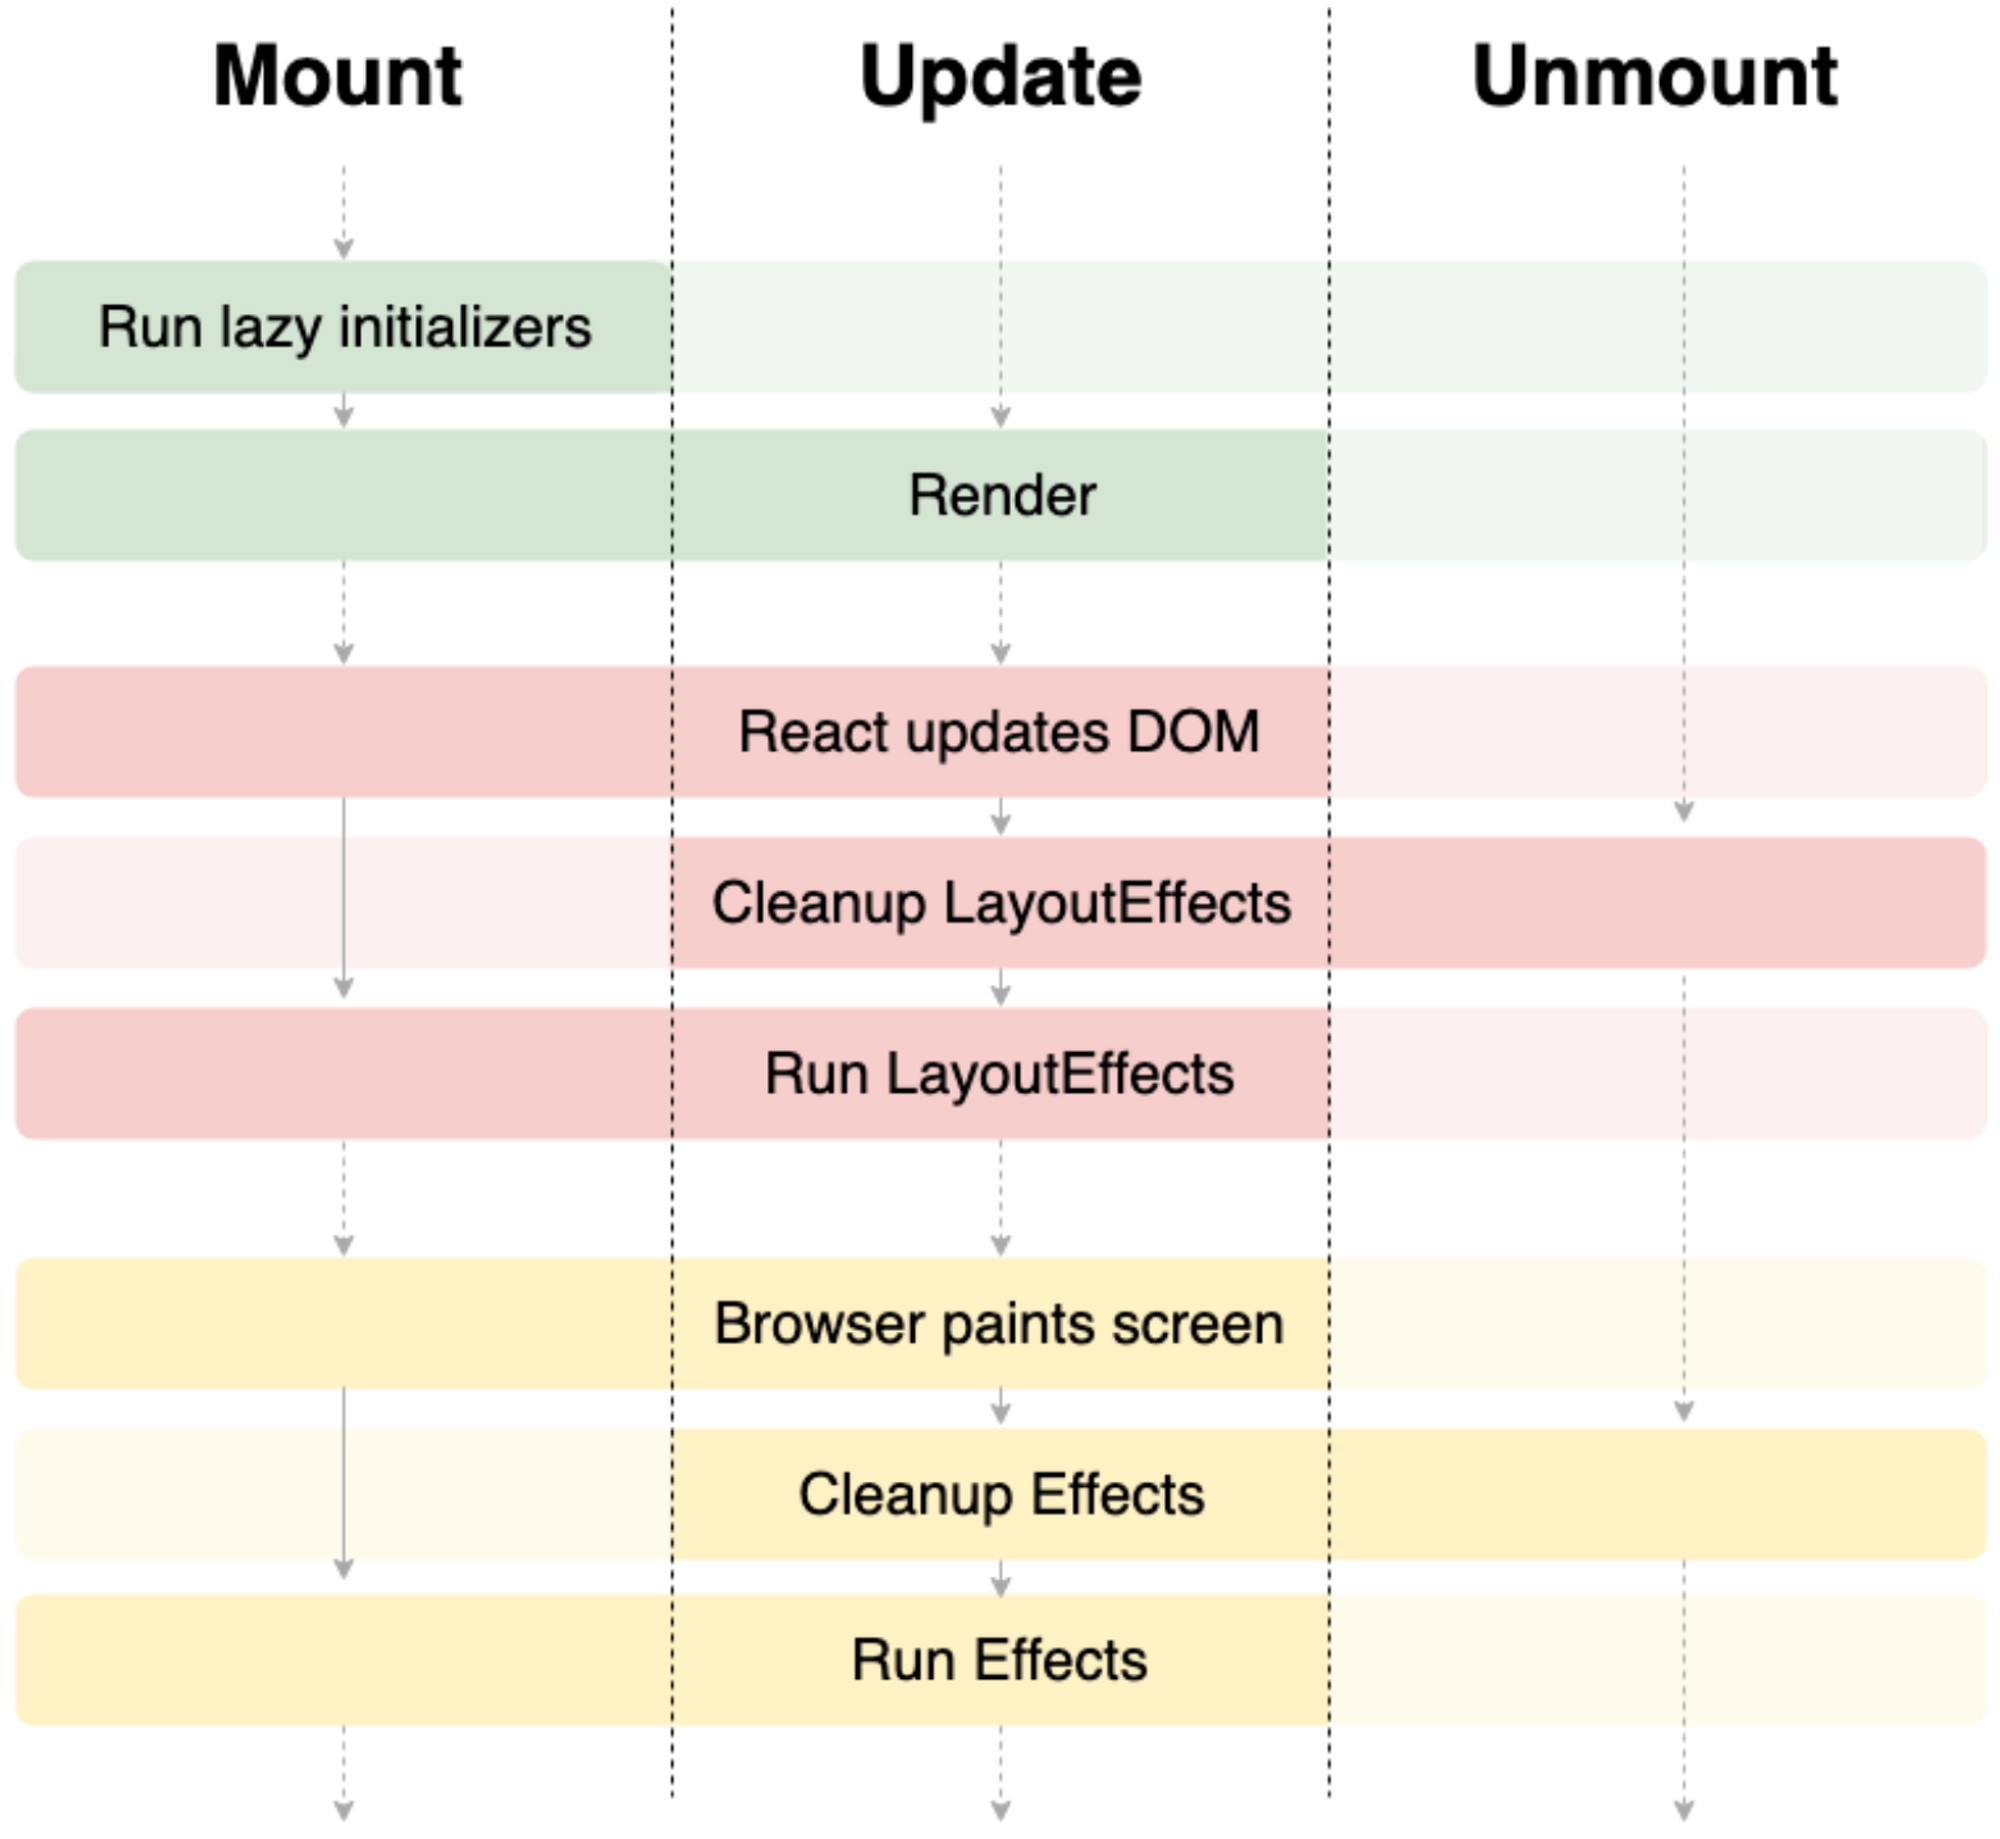 Mount
Update
Unmount
Run lazy initializers
Render
React updates DOM
Cleanup LayoutEffects
Run LayoutEffects
Browser paints screen
Cleanup Effects
Run Effects